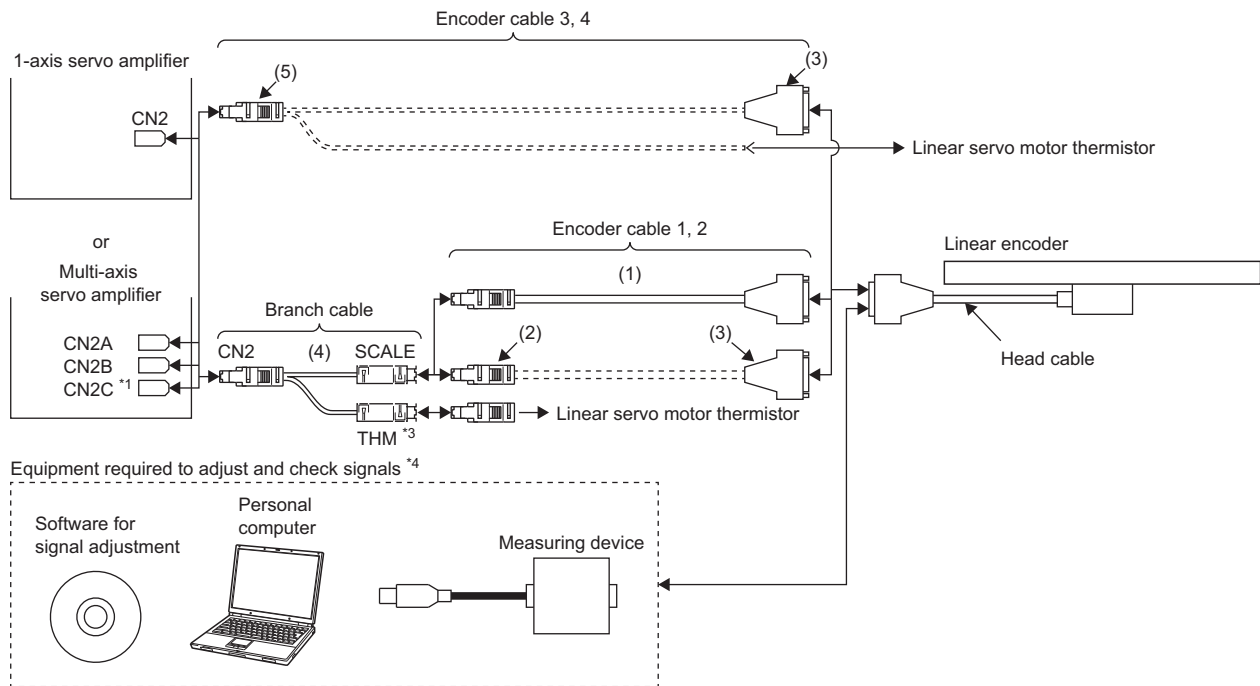 Encoder cable 3, 4
1-axis servo amplifier
(5)
(3)
CN2
Linear servo motor thermistor
or
Encoder cable 1, 2
Linear encoder
Multi-axis
servo amplifier
(1)
Branch cable
CN2A
CN2
(4)
SCALE
(2)
(3)
CN2B
Head cable
CN2C *1
Linear servo motor thermistor
THM *3
Equipment required to adjust and check signals *4
Software for
signal adjustment
Personal
computer
Measuring device